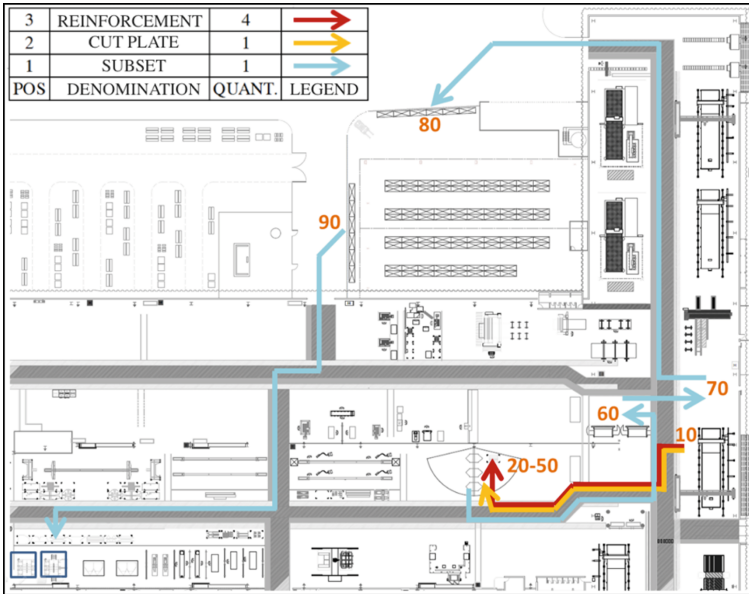 3 REINFORCEMENT 4
2 CUT PLATE 1
1 SUBSET 1
POS DENOMINATION QUANT. LEGEND
80
90
70
60
10
20-50